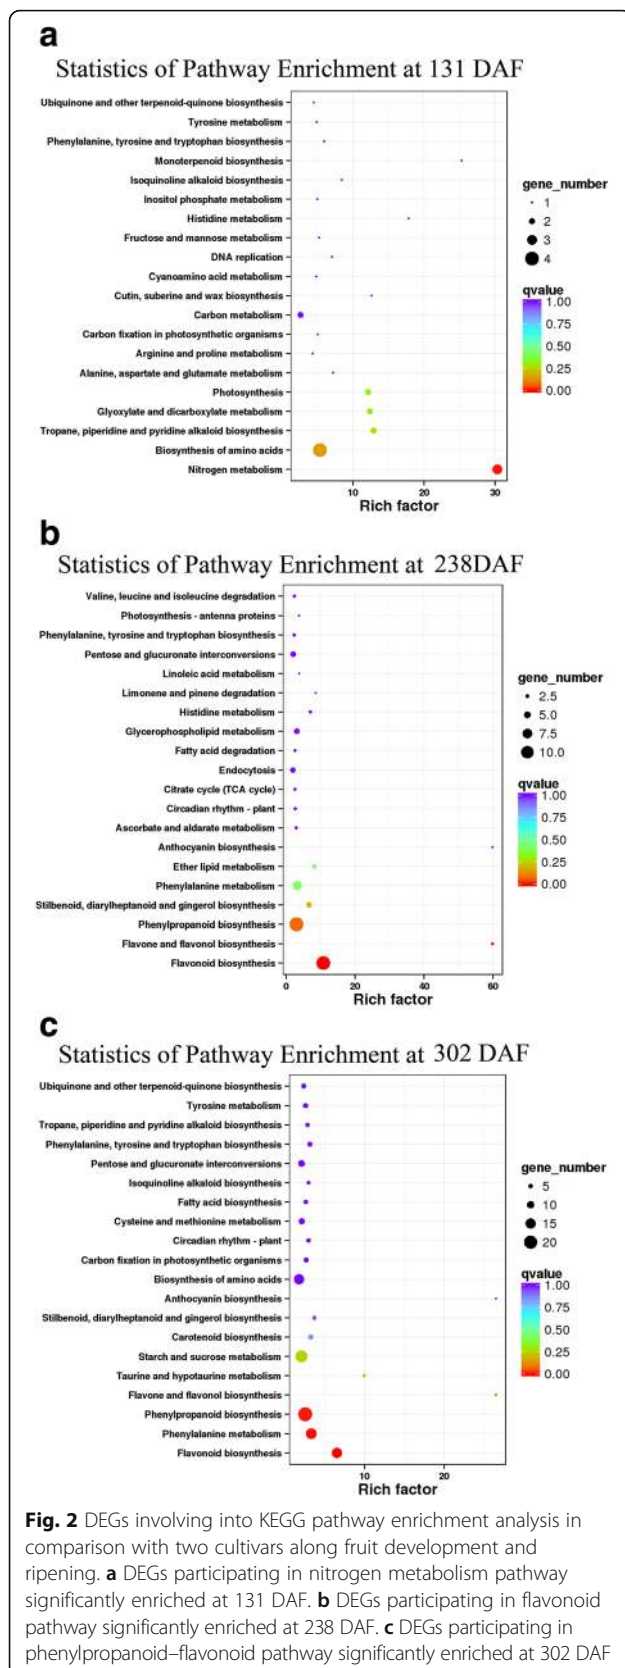 a
Statistics of Pathway Enrichment at 131 DAF
Ubiquinone and other terpenoid-quinone biosynthesis
Tyrosine metabolism
Phenylalanine, tyrosine and tryptophan biosynthesis
Monoterpenoid biosynthesis
Isoquinoline alkaloid biosynthesis
Inositol phosphate metabolism
Histidine metabolism
Fructose and mannose metabolism
DNA replication
Cyanoamino acid metabolism
Cutin, suberine and wax biosynthesis
Carbon metabolism
Carbon fixation in photosynthetic organisms
Arginine and proline metabolism
Alanine, aspartate and glutamate metabolism
Photosynthesis
Glyoxylate and dicarboxylate metabolism
Tropane, piperidine and pyridine alkaloid biosynthesis
Biosynthesis of amino acids
Nitrogen metabolism
10 20 30
Rich factor
gene_number
1
2
3
4
qvalue
1.00
0.75
0.50
0.25
0.00
b
Statistics of Pathway Enrichment at 238DAF
Valine, leucine and isoleucine degradation
Photosynthesis - antenna proteins
Phenylalanine, tyrosine and tryptophan biosynthesis
Pentose and glucuronate interconversions
Linoleic acid metabolism
Limonene and pinene degradation
Histidine metabolism
Glycerophospholipid metabolism
Fatty acid degradation
Endocytosis
Citrate cycle (TCA cycle)
Circadian rhythm - plant
Ascorbate and aldarate metabolism
Anthocyanin biosynthesis
Ether lipid metabolism
Phenylalanine metabolism
Stilbenoid, diarylheptanoid and gingerol biosynthesis
Phenylpropanoid biosynthesis
Flavone and flavonol biosynthesis
Flavonoid biosynthesis
0 20 40 60
Rich factor
gene_number
2.5
5.0
7.5
10.0
qvalue
1.00
0.75
0.50
0.25
0.00
c
Statistics of Pathway Enrichment at 302 DAF
Ubiquinone and other terpenoid-quinone biosynthesis
Tyrosine metabolism
Tropane, piperidine and pyridine alkaloid biosynthesis
Phenylalanine, tyrosine and tryptophan biosynthesis
Pentose and glucuronate interconversions
Isoquinoline alkaloid biosynthesis
Fatty acid biosynthesis
Cysteine and methionine metabolism
Circadian rhythm - plant
Carbon fixation in photosynthetic organisms
Biosynthesis of amino acids
Anthocyanin biosynthesis
Stilbenoid, diarylheptanoid and gingerol biosynthesis
Carotenoid biosynthesis
Starch and sucrose metabolism
Taurine and hypotaurine metabolism
Flavone and flavonol biosynthesis
Phenylpropanoid biosynthesis
Phenylalanine metabolism
Flavonoid biosynthesis
10 20
Rich factor
gene_number
5
10
15
20
qvalue
1.00
0.75
0.50
0.25
0.00
Fig. 2 DEGs involving into KEGG pathway enrichment analysis in
comparison with two cultivars along fruit development and
ripening. a DEGs participating in nitrogen metabolism pathway
significantly enriched at 131 DAF. b DEGs participating in flavonoid
pathway significantly enriched at 238 DAF. c DEGs participating in
phenylpropanoid–flavonoid pathway significantly enriched at 302 DAF